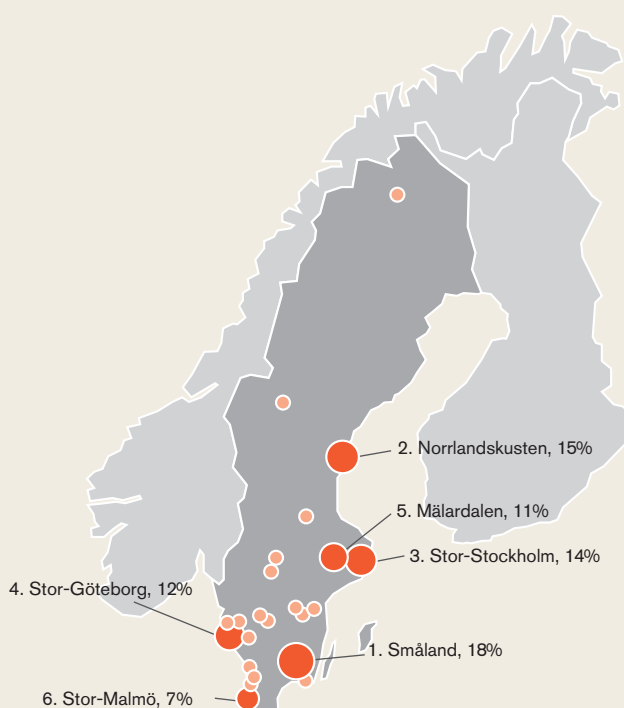 2. Norrlandskusten, 15%
5. Mälardalen, 11%
3. Stor-Stockholm, 14%
4. Stor-Göteborg, 12%
1. Småland, 18%
6. Stor-Malmö, 7%